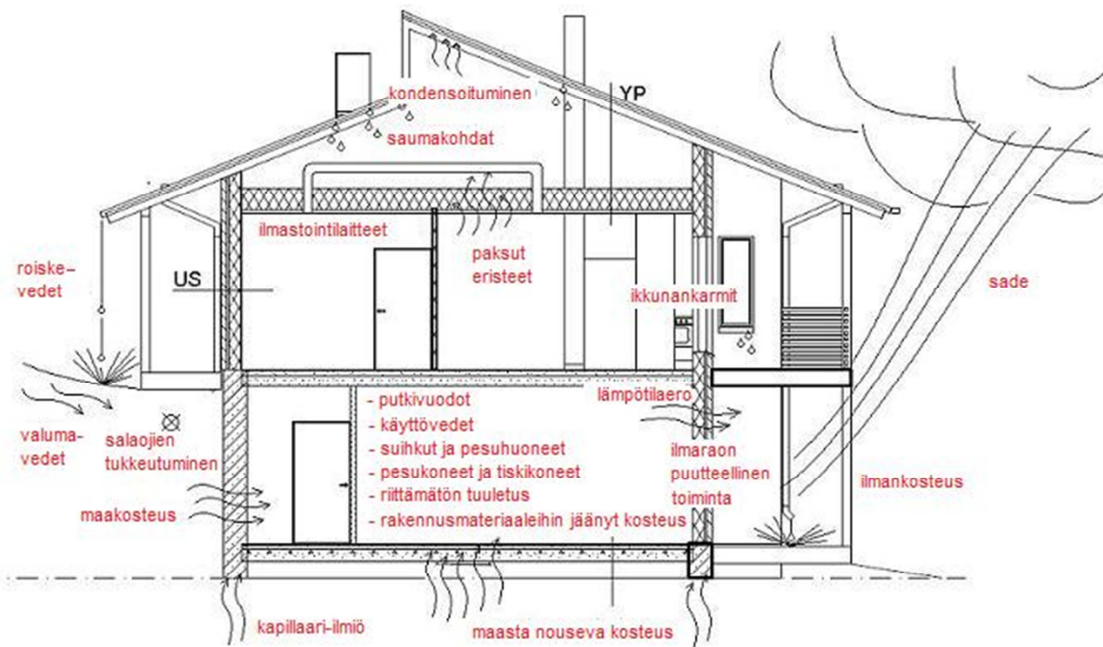 kondensoituminen
YP
saumakohdat
ilmastointilaitteet
paksut
eristeet
roiske–
vedet
US
ikkunankarmit
sade
valuma-
vedet
salaojien
tukkeutuminen
maakosteus
- putkivuodot
- käyttövedet
- suihkut ja pesuhuoneet
- pesukoneet ja tiskikoneet
- riittämätön tuuletus
- rakennusmateriaaleihin jäänyt kosteus
lämpötilaero
ilmaraon
puutteellinen
toiminta
ilmankosteus
kapillaari-ilmiö
maasta nouseva kosteus